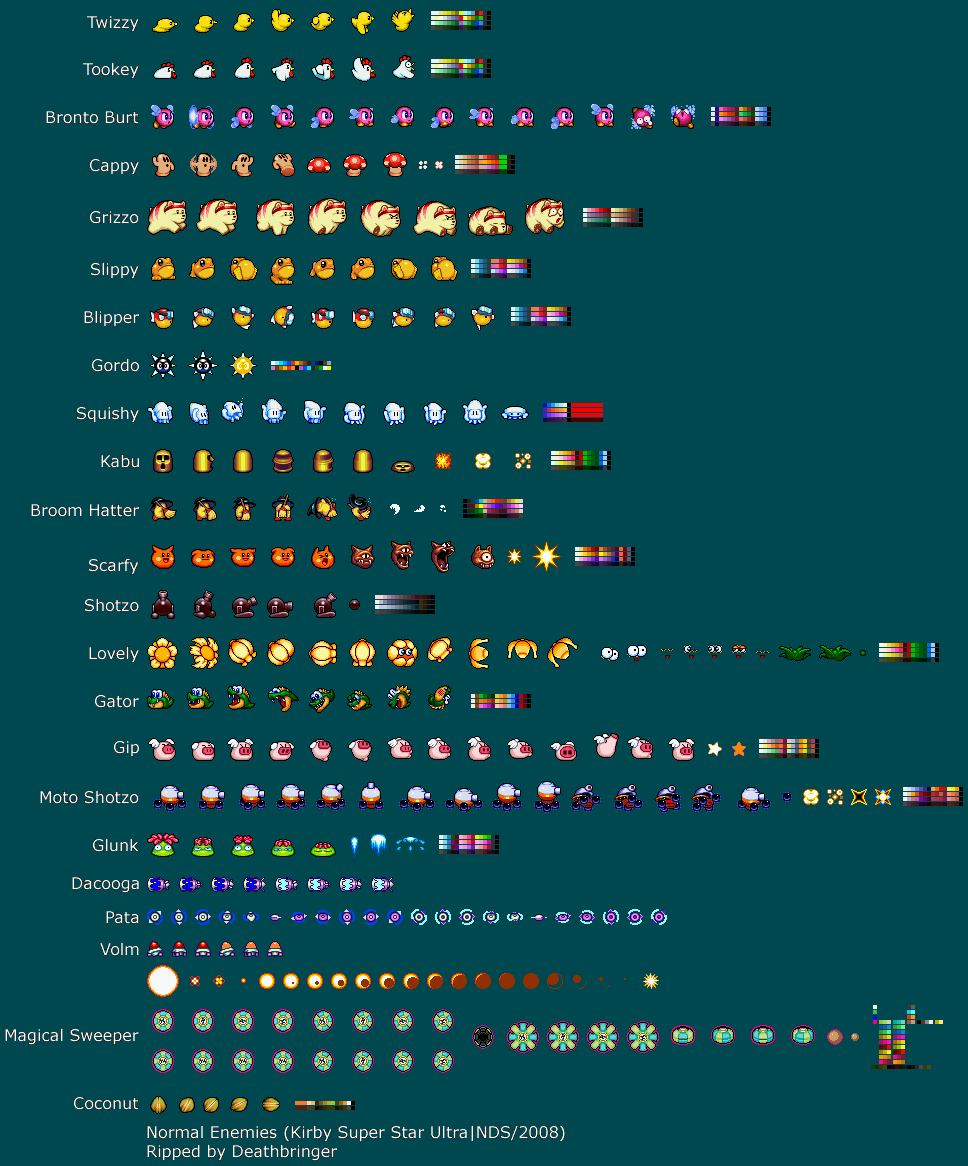 Twizzy
Tookey
Bronto Burt
Cappy
Grizzo
Slippy
Blipper
Gordo
Squishy
Kabu
Broom Hatter
Scarfy
Shotzo
Lovely
Gator
Gip
Moto Shotzo
Glunk
Dacooga
Pata
Volm
Magical Sweeper
Coconut
Normal Enemies (Kirby Super Star Ultra|NDS/2008)
Ripped by Deathbringer